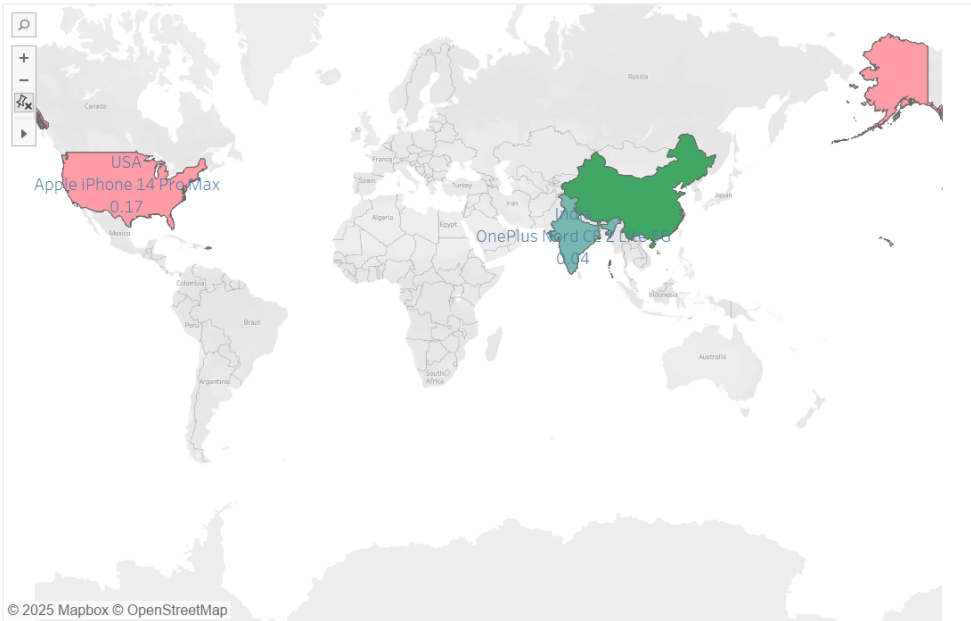 Russia
Canada
USA
Apple iPhone 14 Pro Max
0.17
France
Spain
Turkey
Iran
Japan
Algeria
Egypt
Mexico
India
OnePlus Nord CE 2 Lite 5G
0.04
Colombia
Indonesia
Peru
Brazil
Australia
South
Africa
Argentina
© 2025 Mapbox © OpenStreetMap